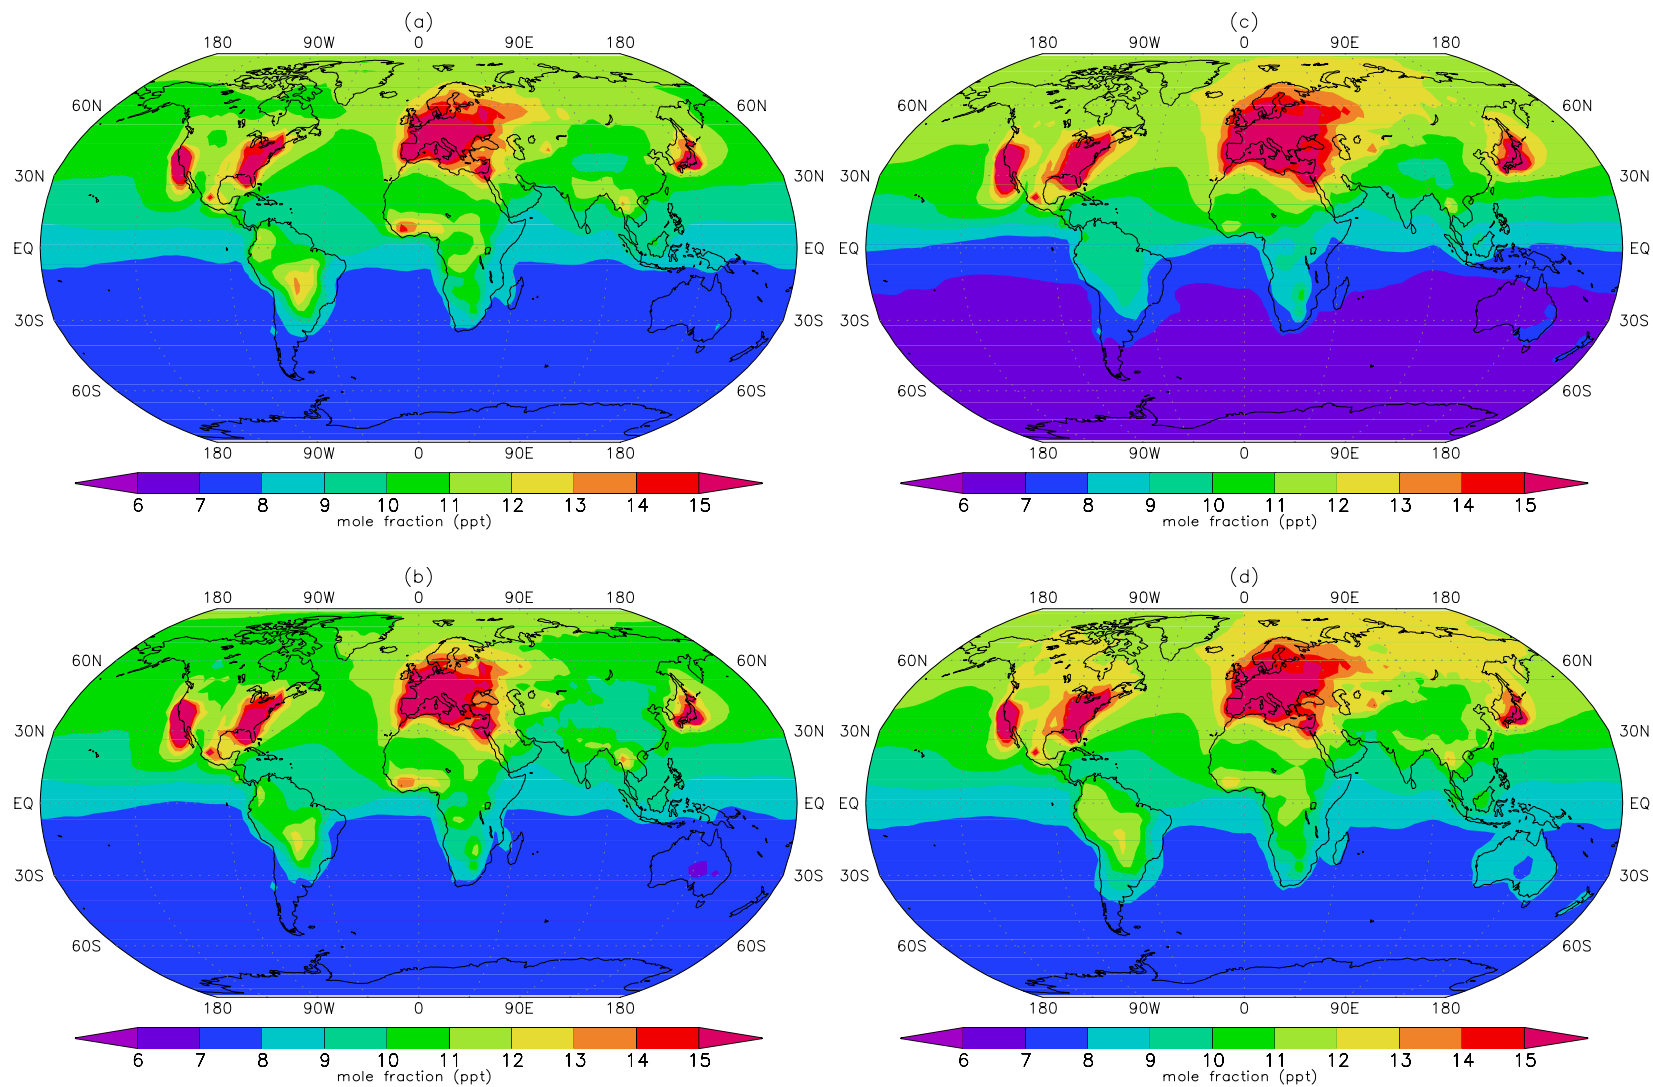 (a)
180 90W 0 90E 180
60N 60N
30N 30N
EQ EQ
30S 30S
60S 60S
180 90W 0 90E 180
6 7 8 9 10 11 12 13 14 15
mole fraction (ppt)
(c)
180 90W 0 90E 180
60N 60N
30N 30N
EQ EQ
30S 30S
60S 60S
180 90W 0 90E 180
6 7 8 9 10 11 12 13 14 15
mole fraction (ppt)
(b)
180 90W 0 90E 180
60N 60N
30N 30N
EQ EQ
30S 30S
60S 60S
180 90W 0 90E 180
6 7 8 9 10 11 12 13 14 15
mole fraction (ppt)
(d)
180 90W 0 90E 180
60N 60N
30N 30N
EQ EQ
30S 30S
60S 60S
180 90W 0 90E 180
6 7 8 9 10 11 12 13 14 15
mole fraction (ppt)